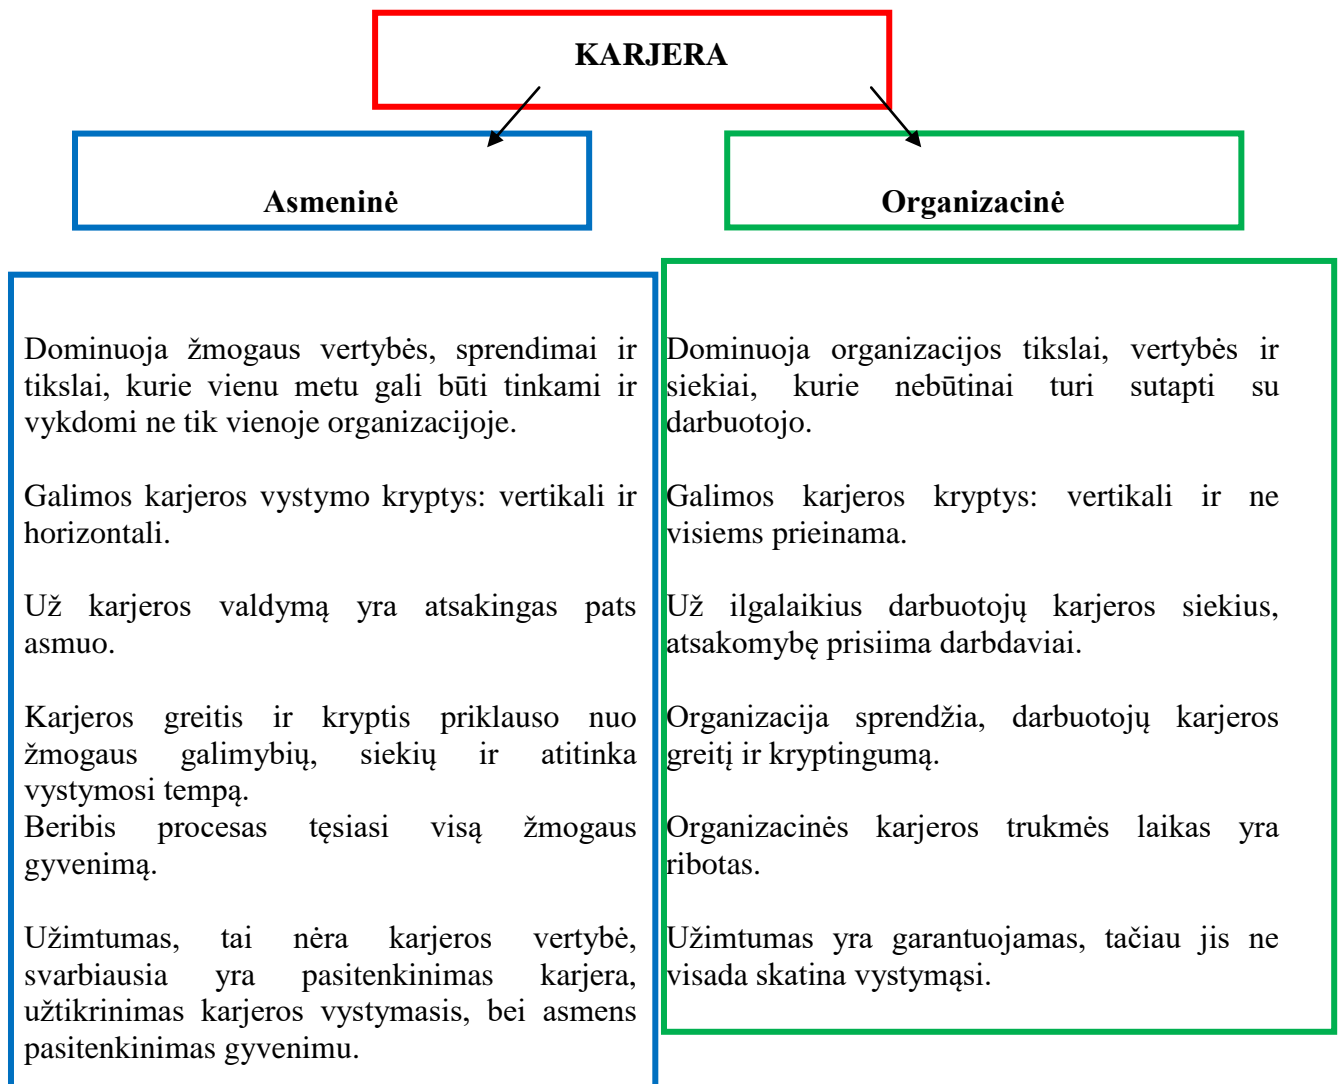 KARJERA
Asmeninė
Organizacinė
Dominuoja žmogaus vertybės, sprendimai ir
tikslai, kurie vienu metu gali būti tinkami ir
vykdomi ne tik vienoje organizacijoje.
Galimos karjeros vystymo kryptys: vertikali ir
horizontali.
Už karjeros valdymą yra atsakingas pats
asmuo.
Karjeros greitis ir kryptis priklauso nuo
žmogaus galimybių, siekių ir atitinka
vystymosi tempą.
Beribis procesas tęsiasi visą žmogaus
gyvenimą.
Užimtumas, tai nėra karjeros vertybė,
svarbiausia yra pasitenkinimas karjera,
užtikrinimas karjeros vystymasis, bei asmens
pasitenkinimas gyvenimu.
Dominuoja organizacijos tikslai, vertybės ir
siekiai, kurie nebūtinai turi sutapti su
darbuotojo.
Galimos karjeros kryptys: vertikali ir ne
visiems prieinama.
Už ilgalaikius darbuotojų karjeros siekius,
atsakomybę prisiima darbdaviai.
Organizacija sprendžia, darbuotojų karjeros
greitį ir kryptingumą.
Organizacinės karjeros trukmės laikas yra
ribotas.
Užimtumas yra garantuojamas, tačiau jis ne
visada skatina vystymąsi.